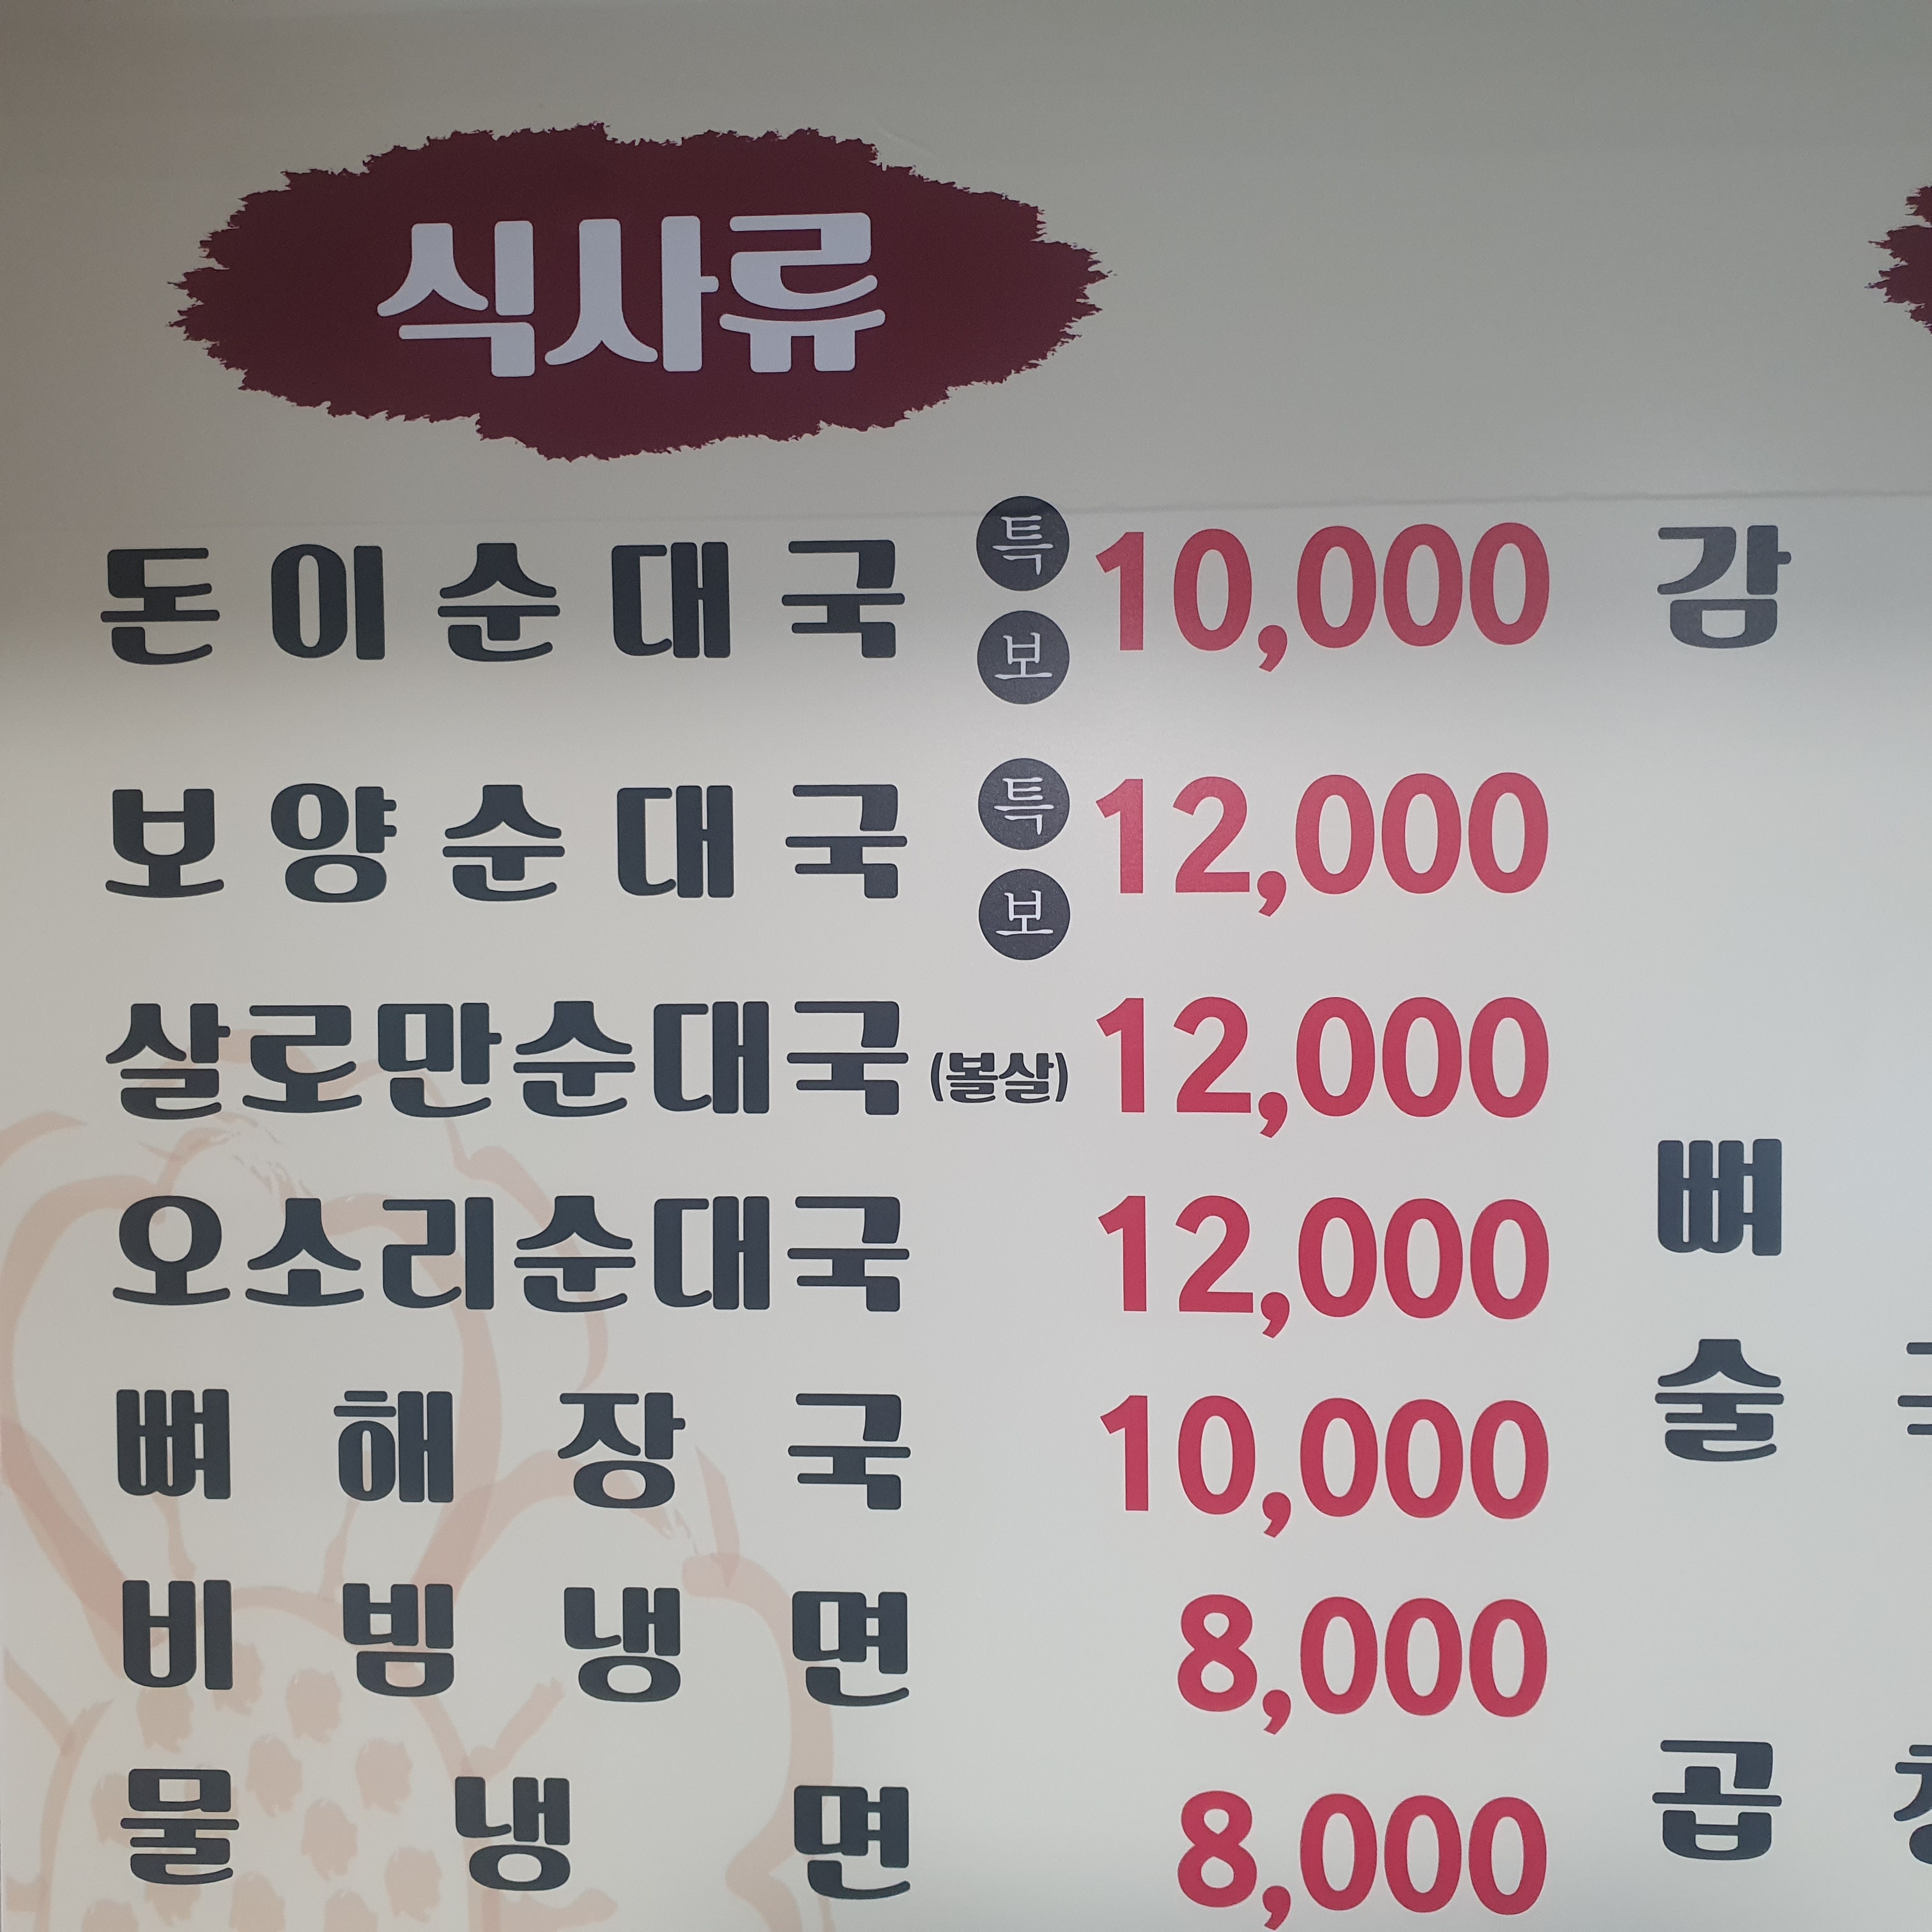 식사류
돈이순대국 특 보 10,000
보양순대국 특 보 12,000
살로만순대국 (볼살) 12,000
오소리순대국 12,000
뼈해장국 10,000
비빔냉면 8,000
물냉면 8,000
감
뼈
술
곱